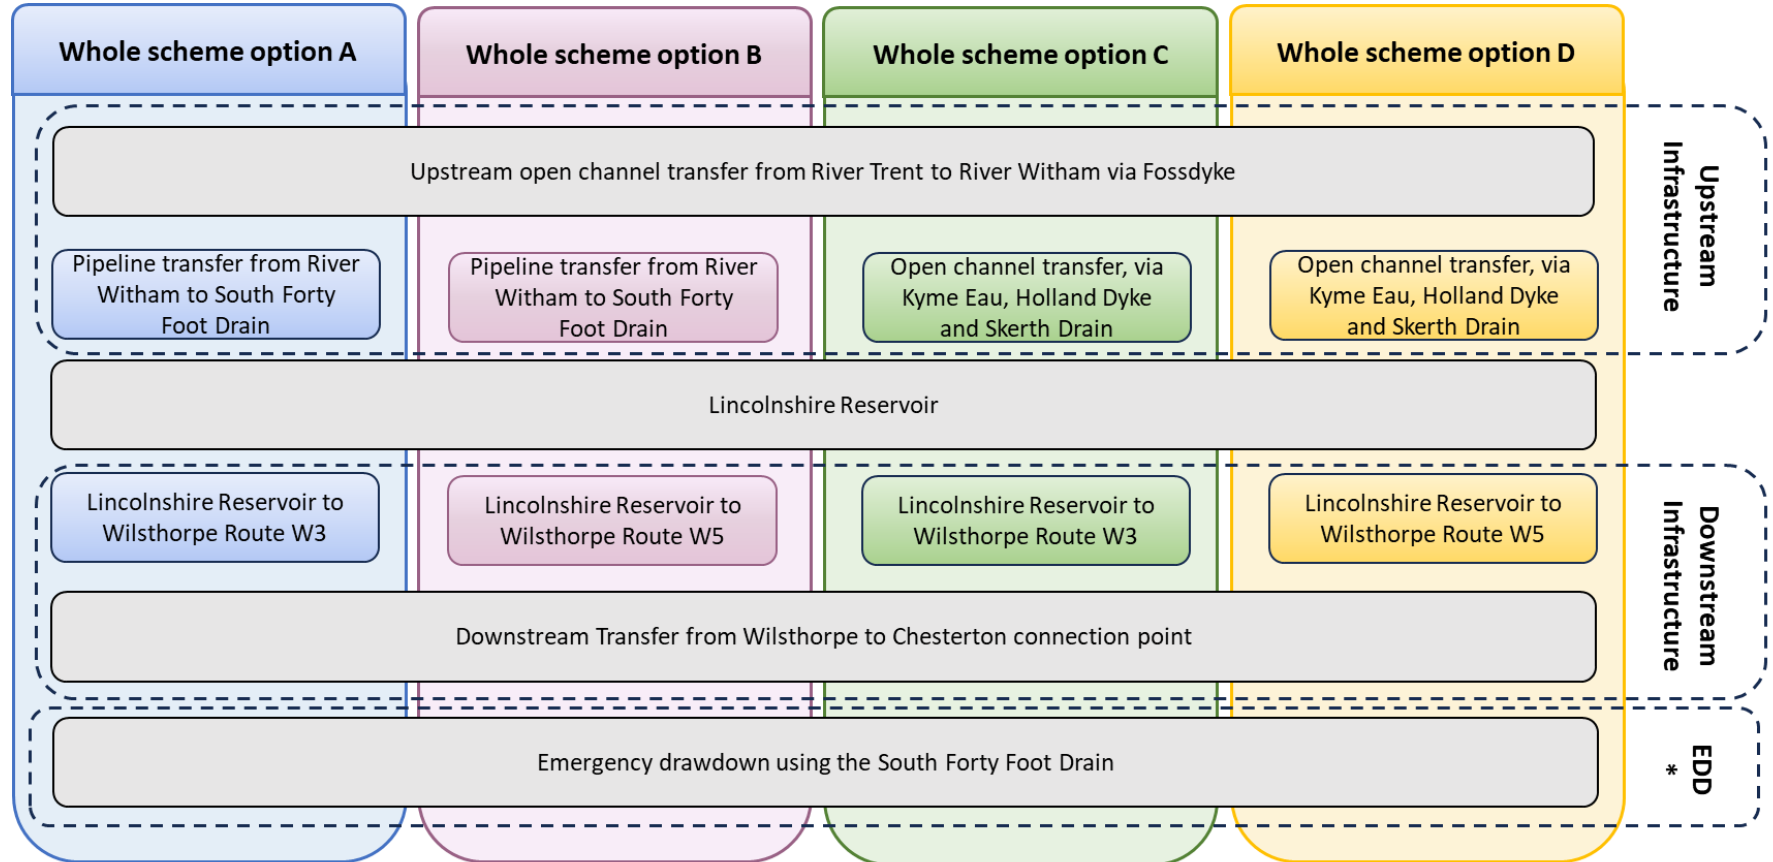 Whole scheme option A
Whole scheme option B
Whole scheme option C
Whole scheme option D
Upstream open channel transfer from River Trent to River Witham via Fossdyke
Upstream
Infrastructure
Pipeline transfer from River
Witham to South Forty
Foot Drain
Pipeline transfer from River
Witham to South Forty
Foot Drain
Open channel transfer, via
Kyme Eau, Holland Dyke
and Skerth Drain
Open channel transfer, via
Kyme Eau, Holland Dyke
and Skerth Drain
Lincolnshire Reservoir
Lincolnshire Reservoir to
Wilsthorpe Route W3
Lincolnshire Reservoir to
Wilsthorpe Route W5
Lincolnshire Reservoir to
Wilsthorpe Route W3
Lincolnshire Reservoir to
Wilsthorpe Route W5
Downstream
Infrastructure
Downstream Transfer from Wilsthorpe to Chesterton connection point
Emergency drawdown using the South Forty Foot Drain
EDD
*